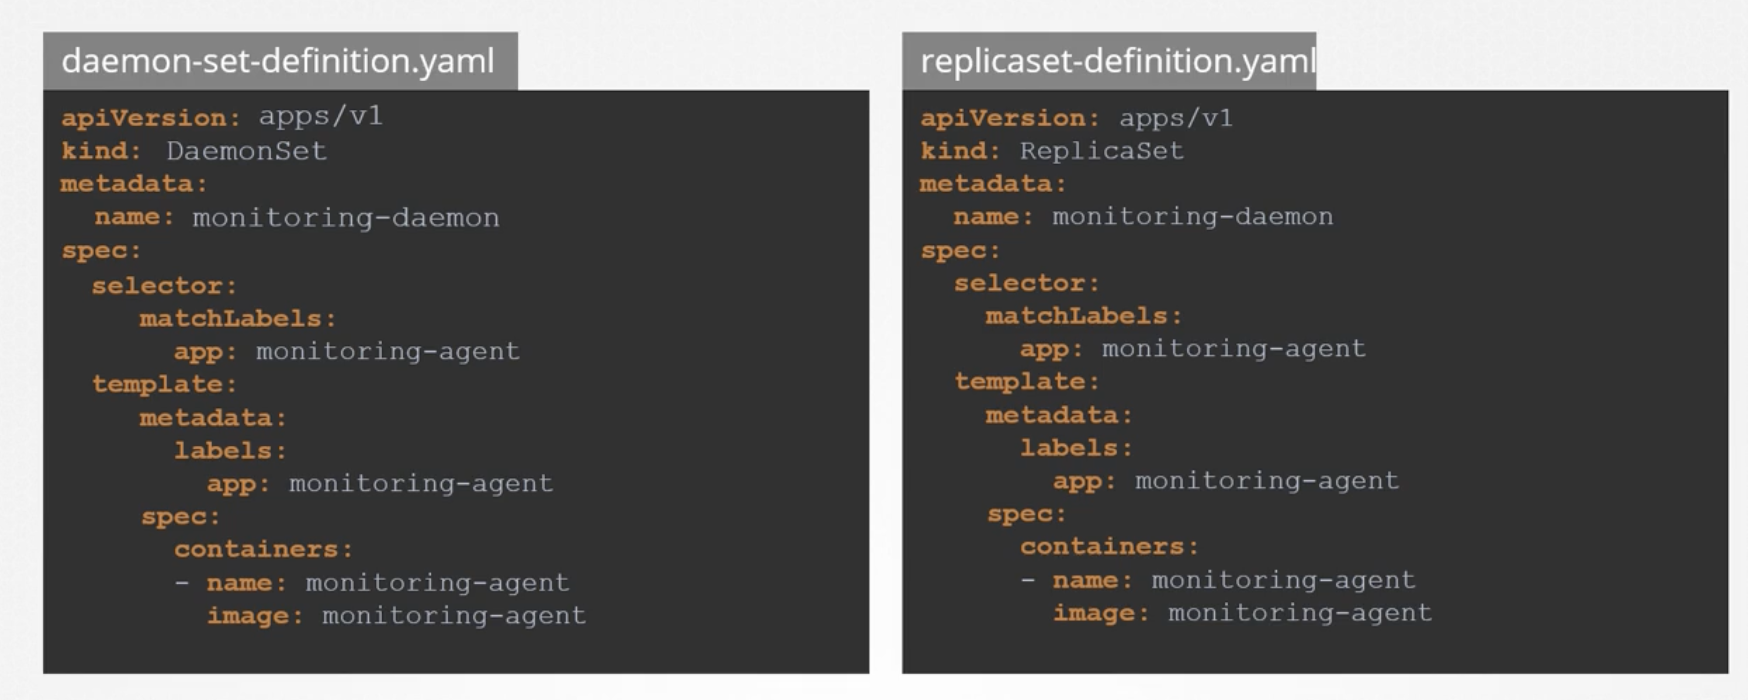 daemon-set-definition.yaml
apiVersion: apps/v1
kind: DaemonSet
metadata:
  name: monitoring-daemon
spec:
  selector:
    matchLabels:
      app: monitoring-agent
  template:
    metadata:
      labels:
        app: monitoring-agent
    spec:
      containers:
      - name: monitoring-agent
        image: monitoring-agent
replicaset-definition.yaml
apiVersion: apps/v1
kind: ReplicaSet
metadata:
  name: monitoring-daemon
spec:
  selector:
    matchLabels:
      app: monitoring-agent
  template:
    metadata:
      labels:
        app: monitoring-agent
    spec:
      containers:
      - name: monitoring-agent
        image: monitoring-agent